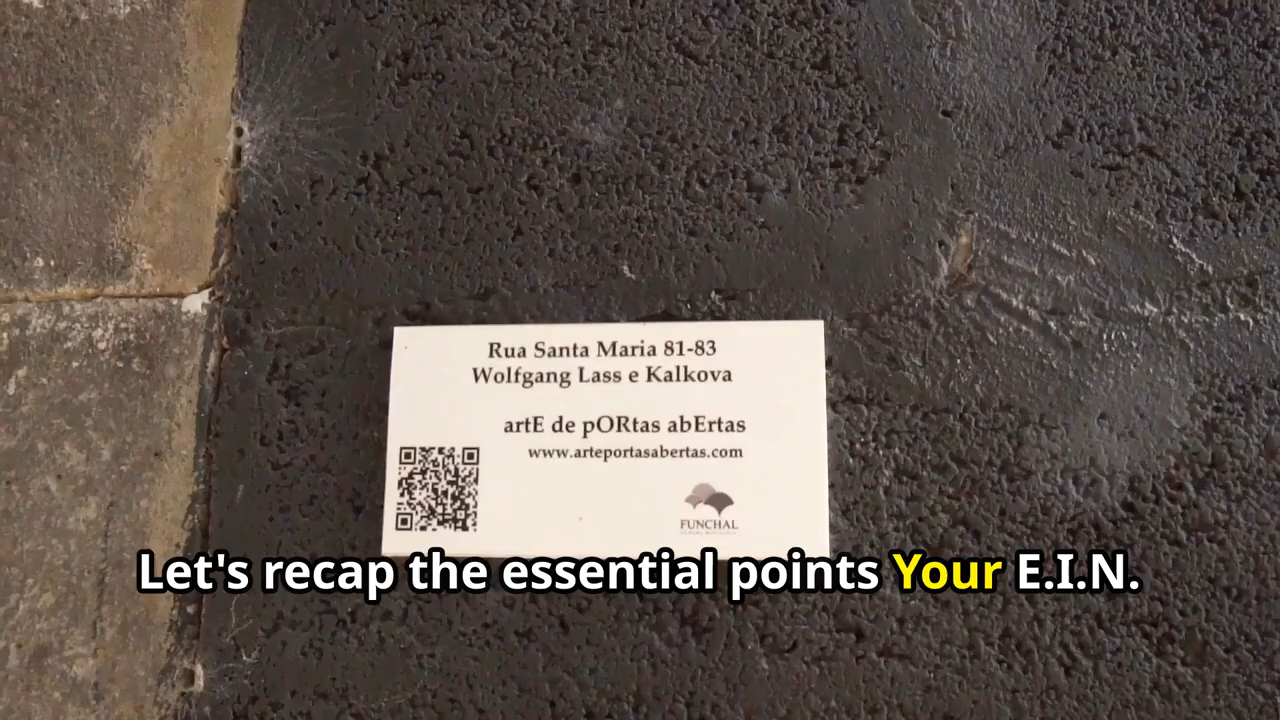 Rua Santa Maria 81-83
Wolfgang Lass e Kalkova
artE de pORtas abErtas
www.arteportasabertas.com
FUNCHAL
Let's recap the essential points Your E.I.N.